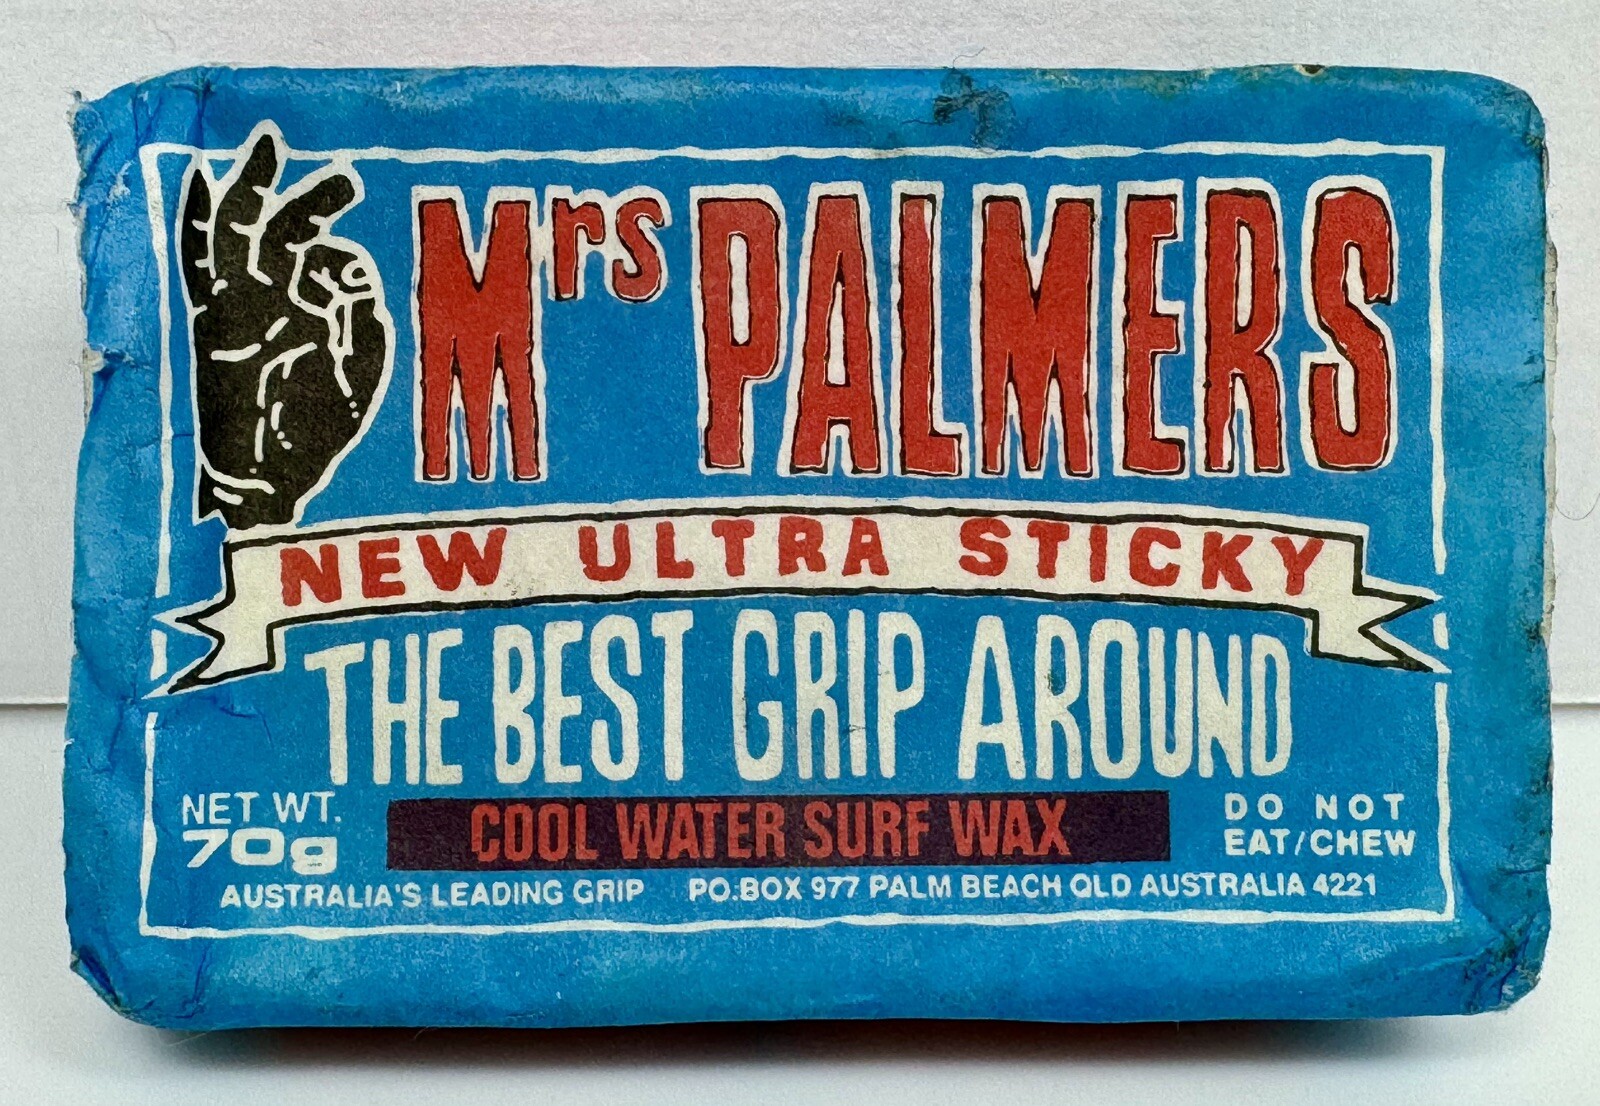 Mrs PALMERS
NEW ULTRA STICKY
THE BEST GRIP AROUND
NET WT.
70g
COOL WATER SURF WAX
DO NOT
EAT/CHEW
AUSTRALIA'S LEADING GRIP PO.BOX 977 PALM BEACH QLD AUSTRALIA 4221